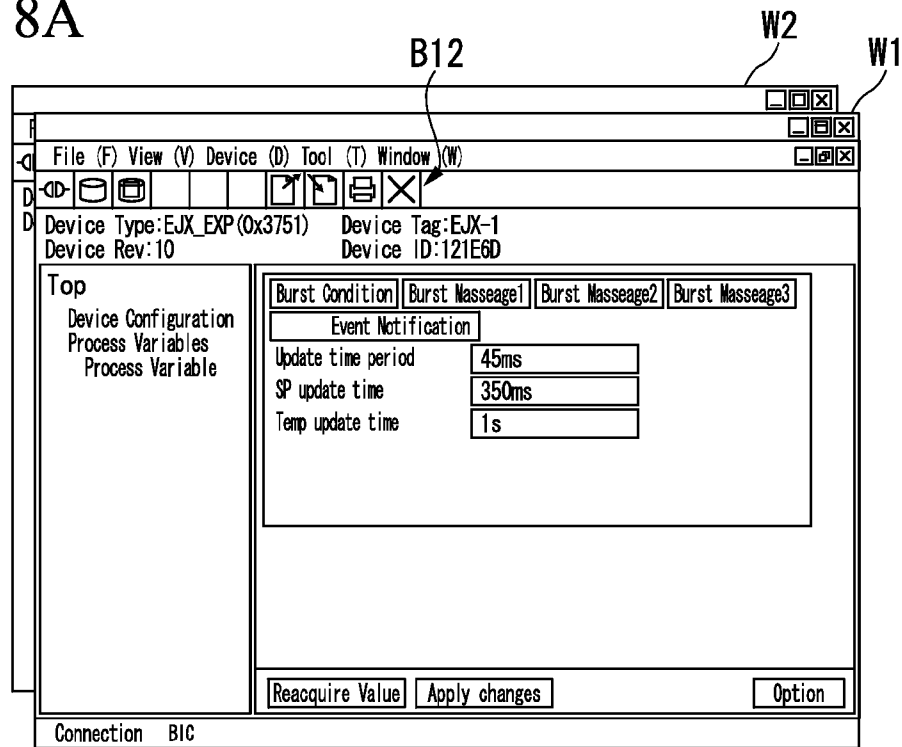 8A
W2
B12
W1
File (F) View (V) Device (D) Tool (T) Window (W)
Device Type:EJX_EXP(0x3751) Device Tag:EJX-1
Device Rev:10 Device ID:121E6D
Top
Device Configuration
Process Variables
Process Variable
Burst Condition Burst Masseage1 Burst Masseage2 Burst Masseage3
Event Notification
Update time period 45ms
SP update time 350ms
Temp update time 1s
Reacquire Value Apply changes Option
Connection BIC